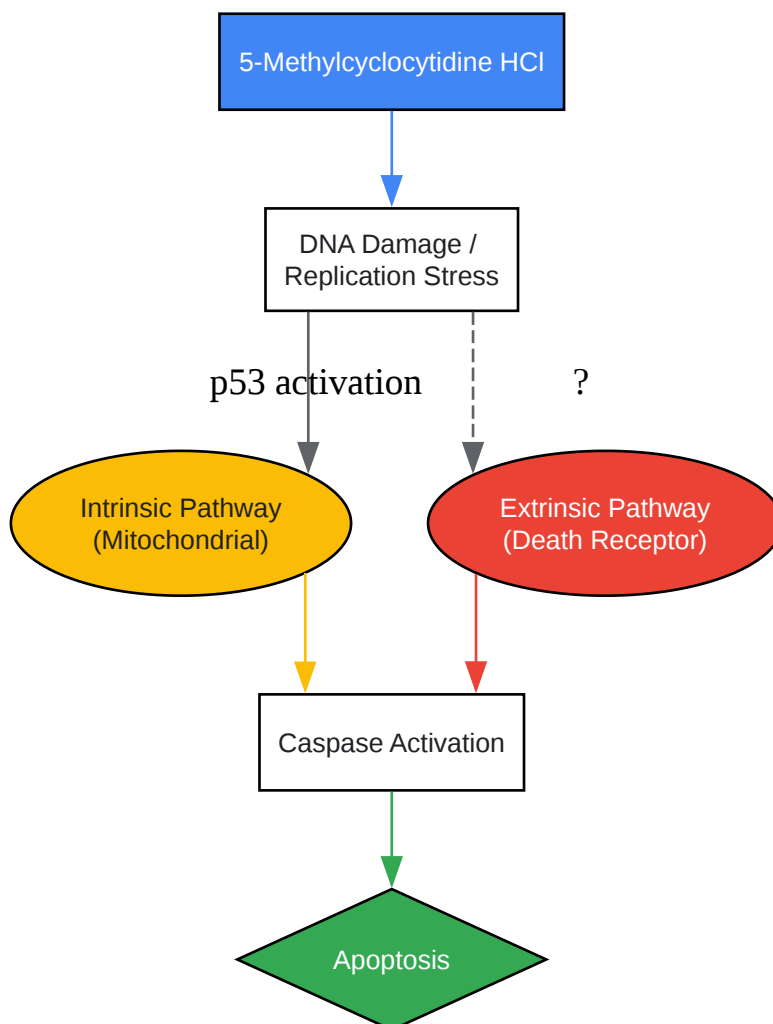 5-Methylcyclocytidine HCl
DNA Damage /
Replication Stress
p53 activation
?
Intrinsic Pathway
(Mitochondrial)
Extrinsic Pathway
(Death Receptor)
Caspase Activation
Apoptosis